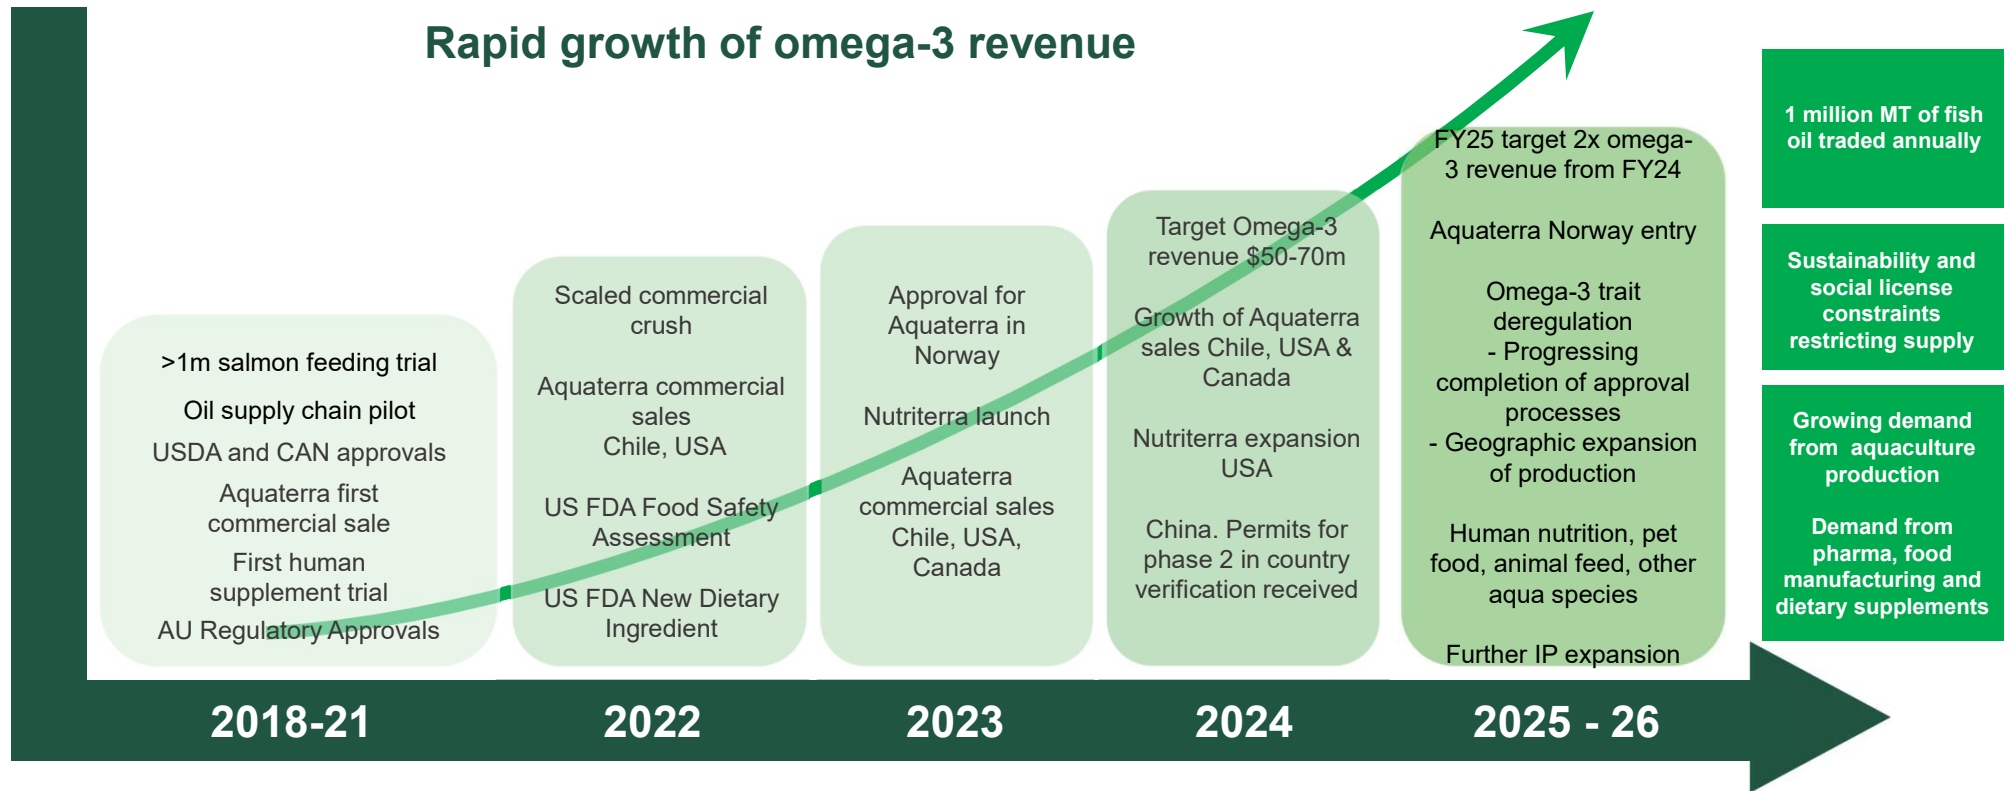 Rapid growth of omega-3 revenue
>1m salmon feeding trial
Oil supply chain pilot
USDA and CAN approvals
Aquaterra first
commercial sale
First human
supplement trial
AU Regulatory Approvals
Scaled commercial
crush
Aquaterra commercial
sales
Chile, USA
US FDA Food Safety
Assessment
US FDA New Dietary
Ingredient
Approval for
Aquaterra in
Norway
Nutriterra launch
Aquaterra
commercial sales
Chile, USA,
Canada
Target Omega-3
revenue $50-70m
Growth of Aquaterra
sales Chile, USA &
Canada
Nutriterra expansion
USA
China. Permits for
phase 2 in country
verification received
FY25 target 2x omega-
3 revenue from FY24
Aquaterra Norway entry
Omega-3 trait
deregulation
- Progressing
completion of approval
processes
- Geographic expansion
of production
Human nutrition, pet
food, animal feed, other
aqua species
Further IP expansion
1 million MT of fish
oil traded annually
Sustainability and
social license
constraints
restricting supply
Growing demand
from aquaculture
production
Demand from
pharma, food
manufacturing and
dietary supplements
2018-21
2022
2023
2024
2025 - 26